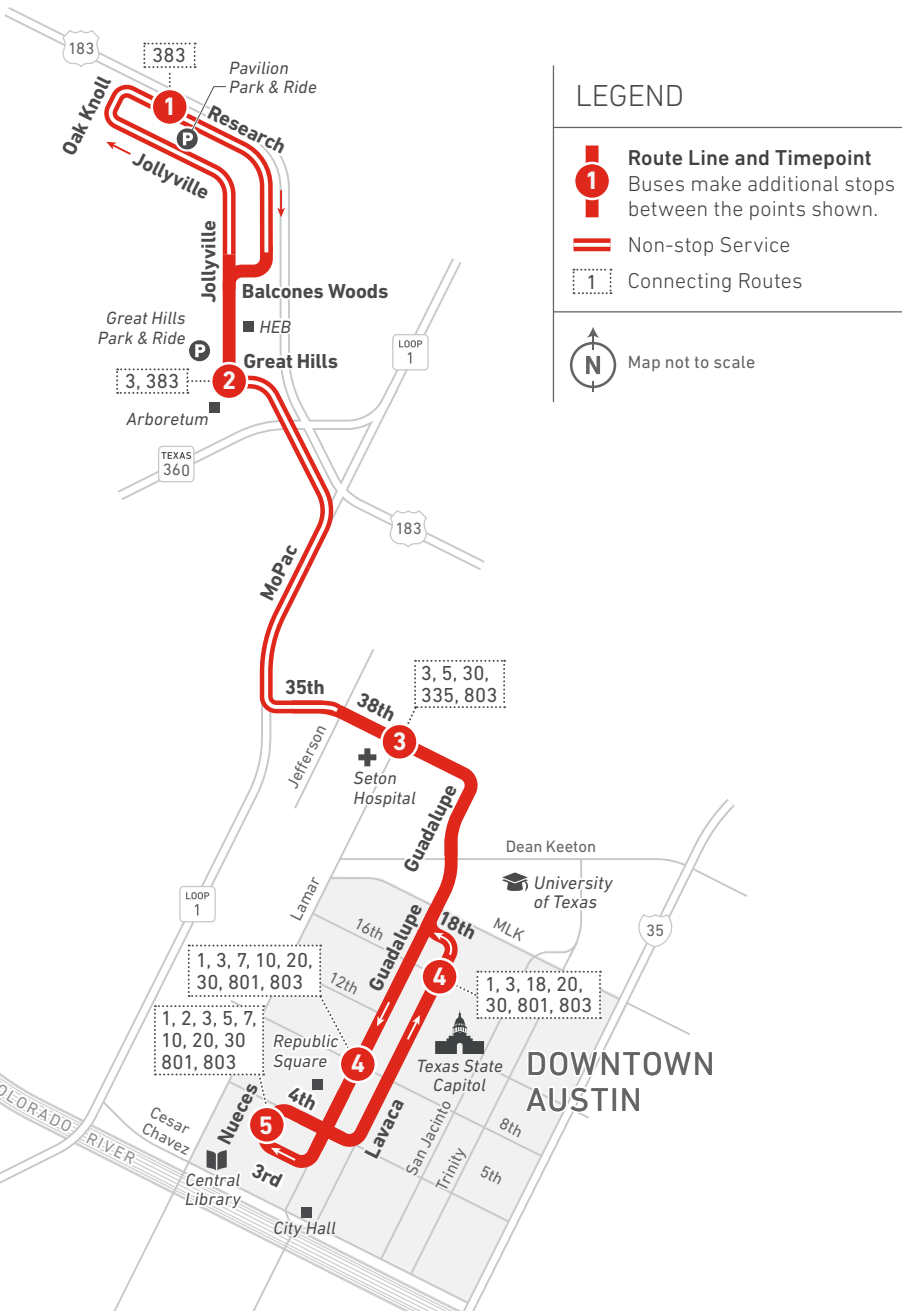 183
383
Pavilion
Park & Ride
Oak Knoll
1
Research
P
Jollyville
Jollyville
Balcones Woods
Great Hills
Park & Ride
HEB
P
Great Hills
LOOP
1
3, 383
2
Arboretum
TEXAS
360
183
MoPac
3, 5, 30,
335, 803
35th
38th
3
Jefferson
Seton
Hospital
Guadalupe
Dean Keeton
University
of Texas
LOOP
1
Lamar
Guadalupe
18th
MLK
16th
35
1, 3, 7, 10, 20,
30, 801, 803
12th
4
1, 3, 18, 20,
30, 801, 803
1, 2, 3, 5, 7,
10, 20, 30
801, 803
Republic
Square
4
Texas State
Capitol
DOWNTOWN
AUSTIN
Nueces
4th
5
Cesar
Chavez
Lavaca
San Jacinto
Trinity
8th
5th
COLORADO RIVER
3rd
Central
Library
City Hall
LEGEND
1
Route Line and Timepoint
Buses make additional stops
between the points shown.
Non-stop Service
1
Connecting Routes
N
Map not to scale